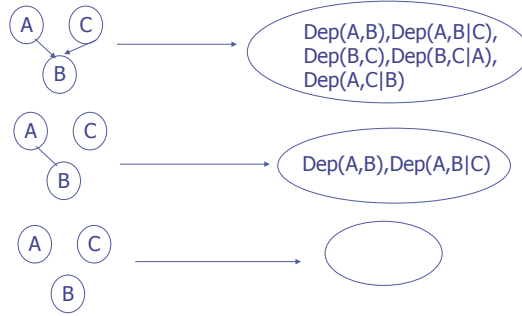 A C
B
Dep(A,B),Dep(A,B|C),
Dep(B,C),Dep(B,C|A),
Dep(A,C|B)
A C
B
Dep(A,B),Dep(A,B|C)
A C
B